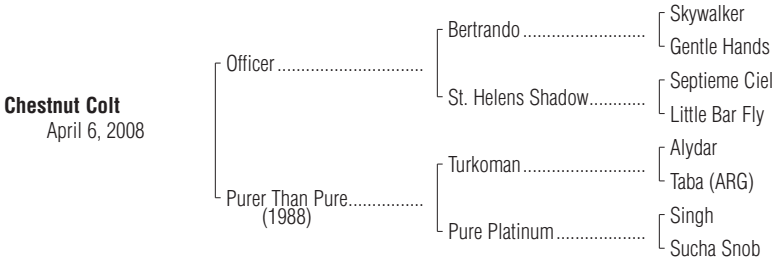 Chestnut Colt
April 6, 2008
Officer
Purer Than Pure
(1988)
Bertrando
St. Helens Shadow
Turkoman
Pure Platinum
Skywalker
Gentle Hands
Septieme Ciel
Little Bar Fly
Alydar
Taba (ARG)
Singh
Sucha Snob